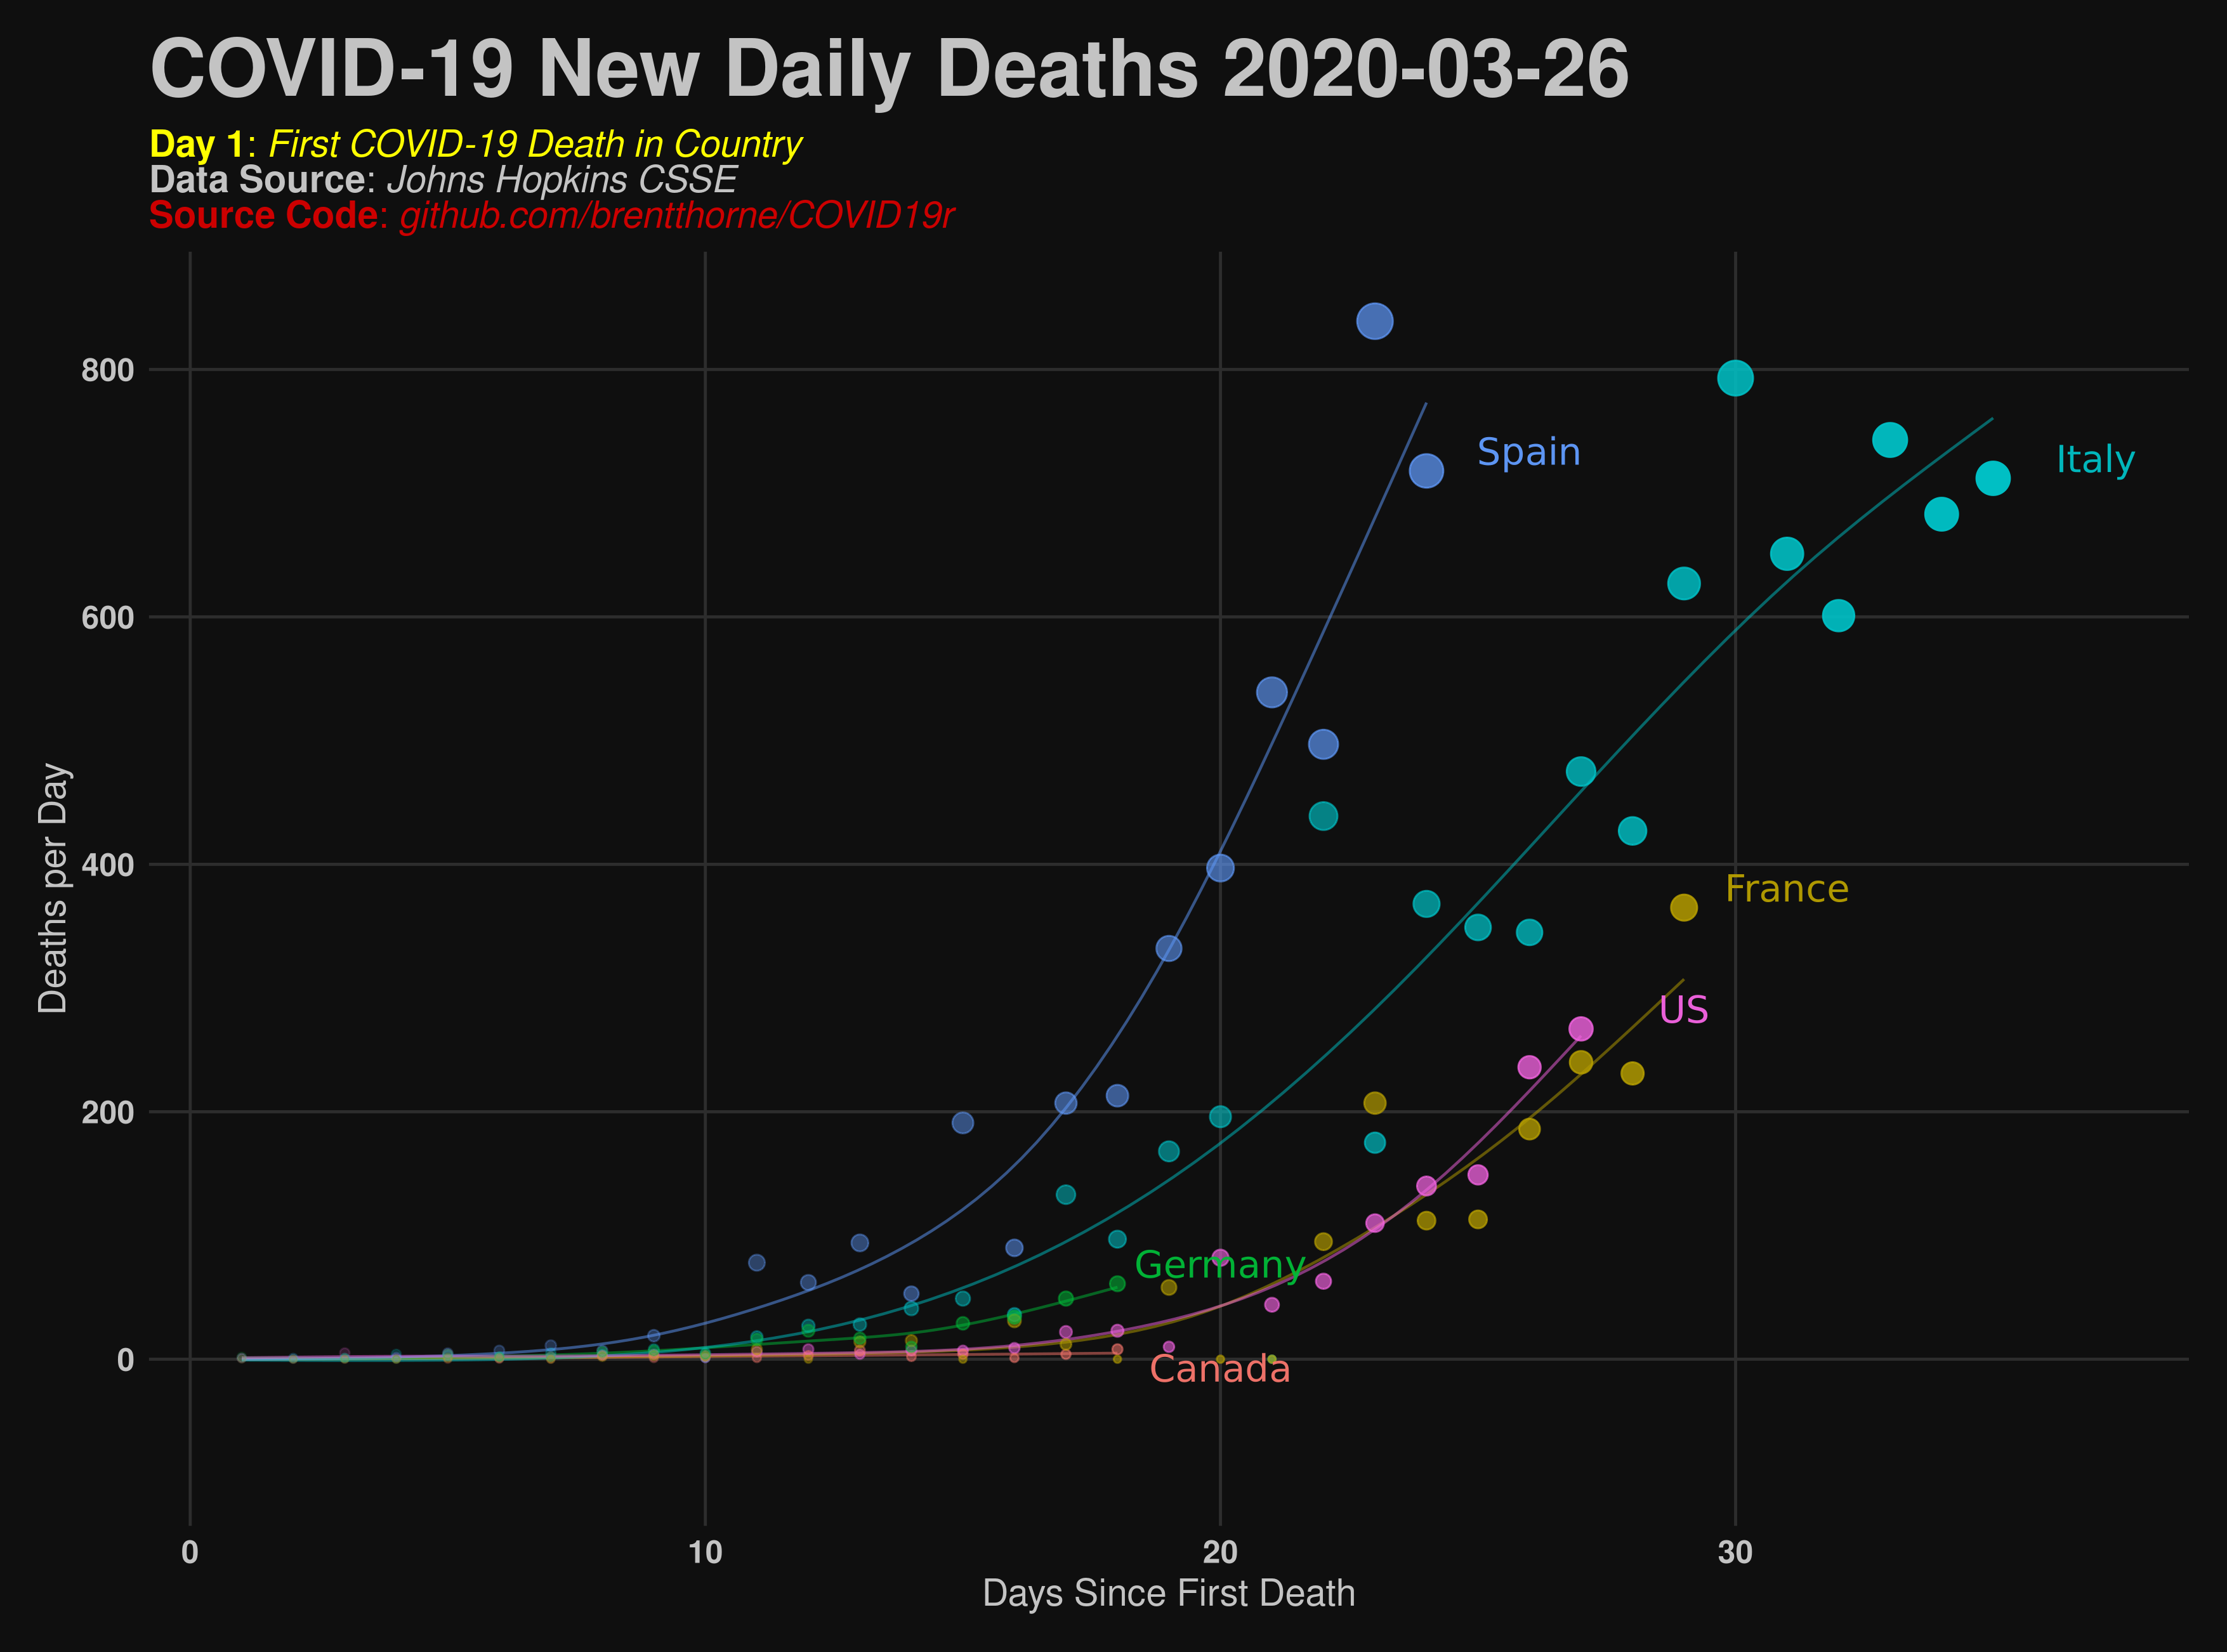 COVID-19 New Daily Deaths 2020-03-26
Day 1: First COVID-19 Death in Country
Data Source: Johns Hopkins CSSE
Source Code: github.com/brentthorne/COVID19r
800
600
400
200
0
Deaths per Day
Spain
Italy
France
US
Germany
Canada
0 10 20 30
Days Since First Death